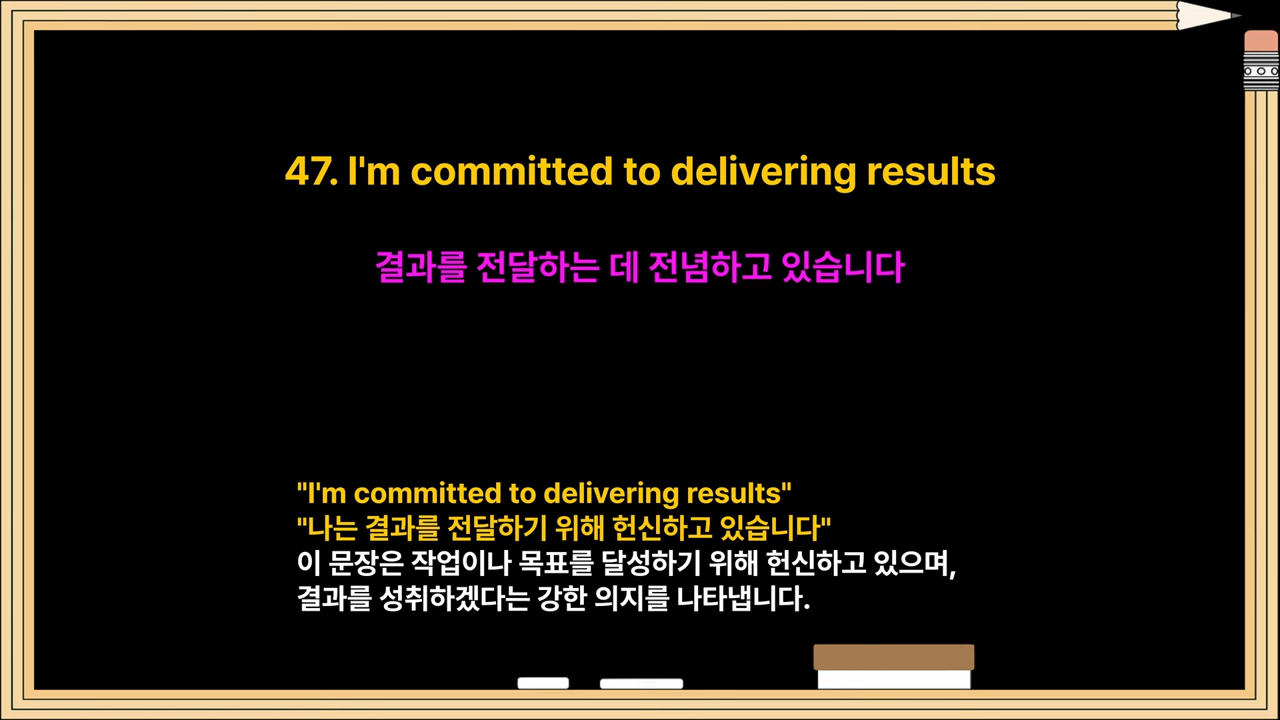 47. I'm committed to delivering results
결과를 전달하는 데 전념하고 있습니다
"I'm committed to delivering results"
"나는 결과를 전달하기 위해 헌신하고 있습니다"
이 문장은 작업이나 목표를 달성하기 위해 헌신하고 있으며,
결과를 성취하겠다는 강한 의지를 나타냅니다.